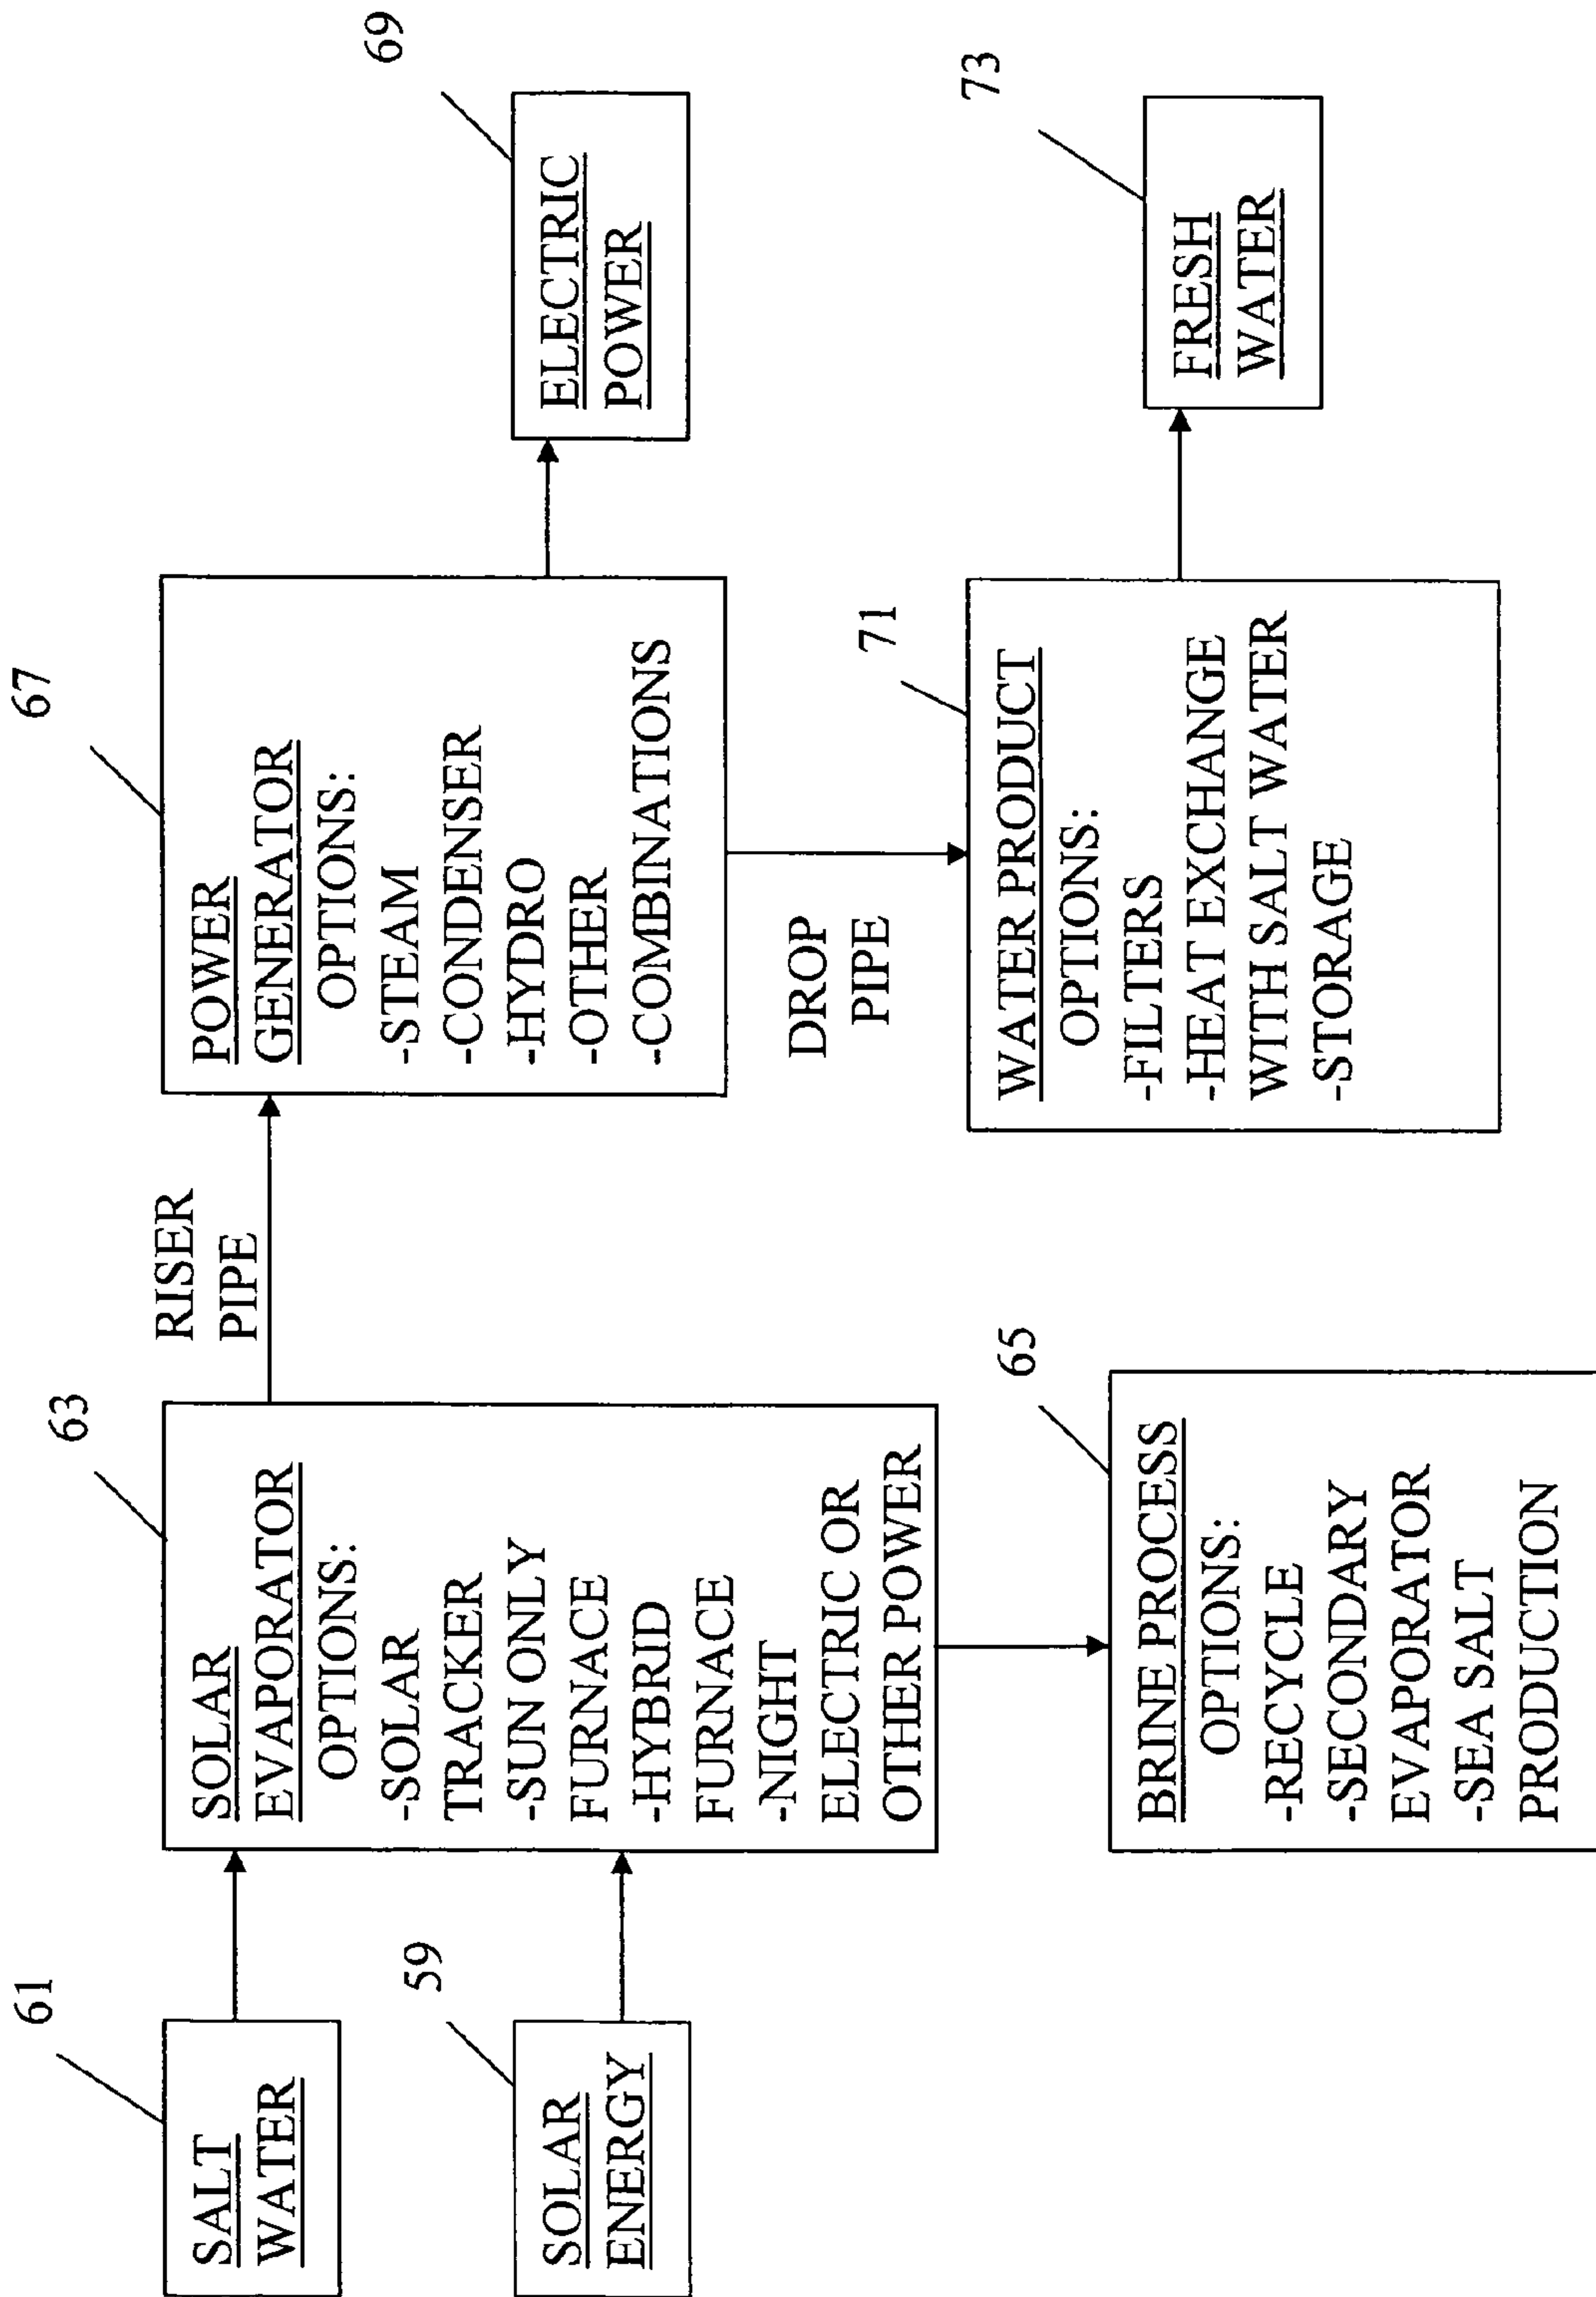 61
SALT
WATER
59
SOLAR
ENERGY
63
SOLAR
EVAPORATOR
OPTIONS:
-SOLAR
TRACKER
-SUN ONLY
FURNACE
-HYBRID
FURNACE
-NIGHT
ELECTRIC OR
OTHER POWER
65
BRINE PROCESS
OPTIONS:
-RECYCLE
-SECONDARY
EVAPORATOR
-SEA SALT
PRODUCTION
RISER
PIPE
67
POWER
GENERATOR
OPTIONS:
-STEAM
-CONDENSER
-HYDRO
-OTHER
-COMBINATIONS
DROP
PIPE
71
WATER PRODUCT
OPTIONS:
-FILTERS
-HEAT EXCHANGE
WITH SALT WATER
-STORAGE
69
ELECTRIC
POWER
73
FRESH
WATER